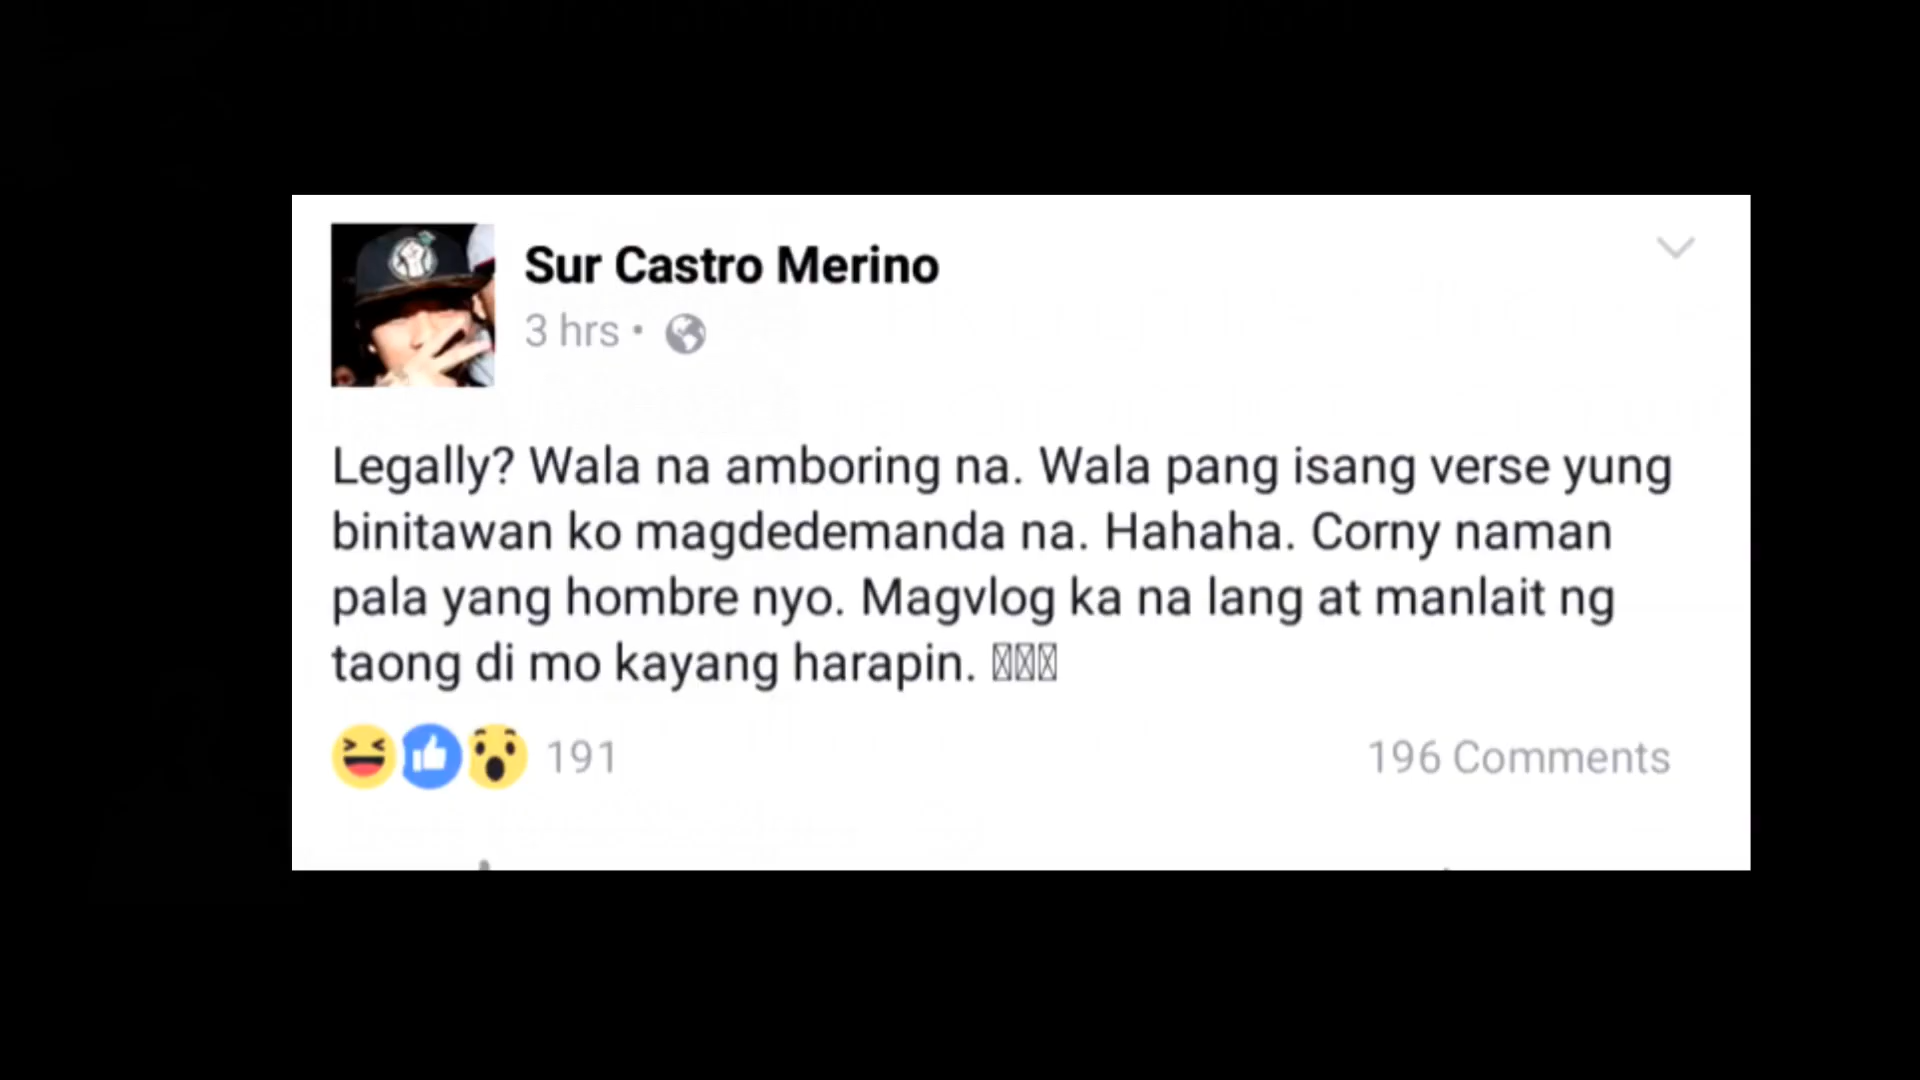 Sur Castro Merino
3 hrs •
Legally? Wala na amboring na. Wala pang isang verse yung
binitawan ko magdedemanda na. Hahaha. Corny naman
pala yang hombre nyo. Magvlog ka na lang at manlait ng
taong di mo kayang harapin.
191
196 Comments